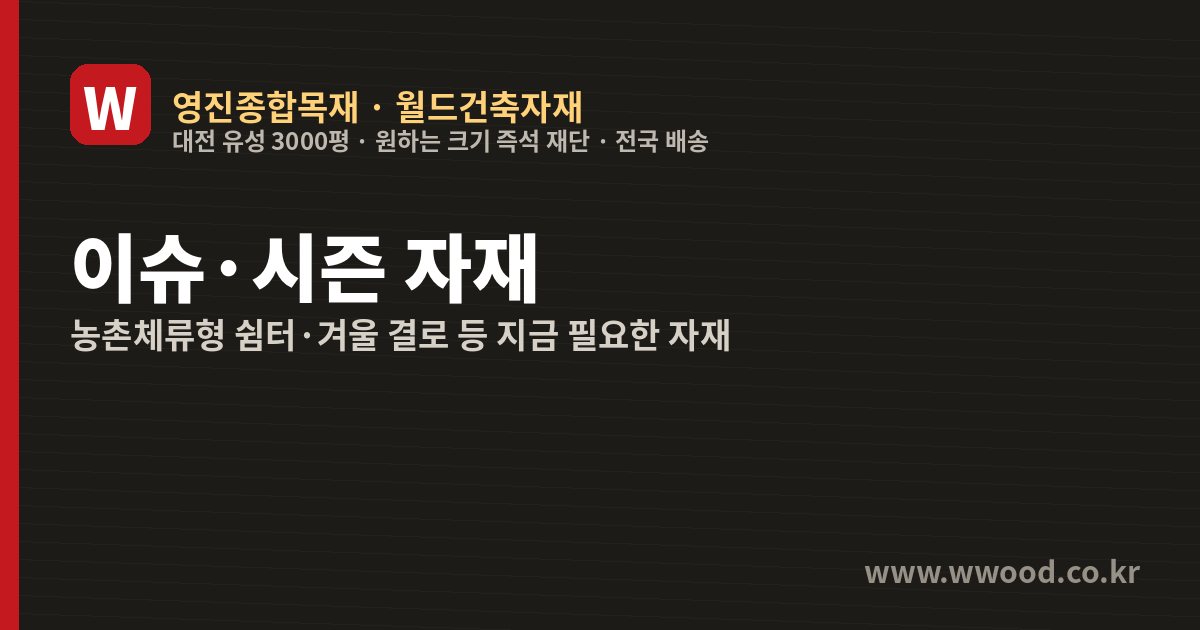 W
영진종합목재 · 월드건축자재
대전 유성 3000평 · 원하는 크기 즉석 재단 · 전국 배송
이슈·시즌 자재
농촌체류형 쉼터·겨울 결로 등 지금 필요한 자재
www.wwood.co.kr